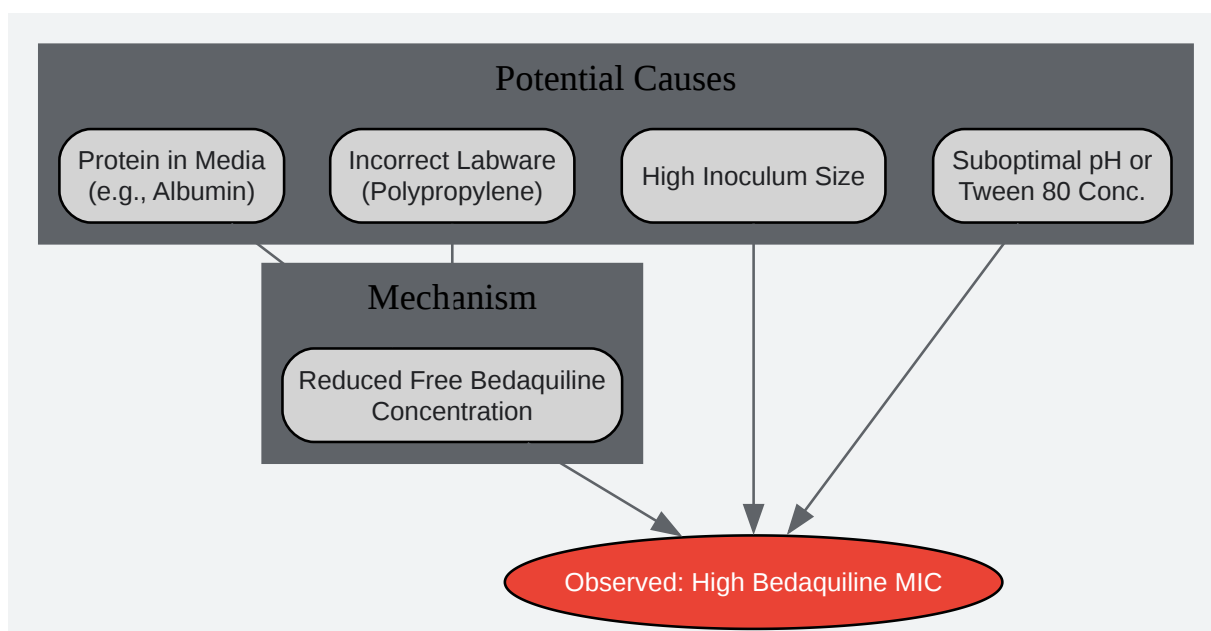 Potential Causes
Protein in Media
(e.g., Albumin)
Incorrect Labware
(Polypropylene)
High Inoculum Size
Suboptimal pH or
Tween 80 Conc.
Mechanism
Reduced Free Bedaquiline
Concentration
Observed: High Bedaquiline MIC